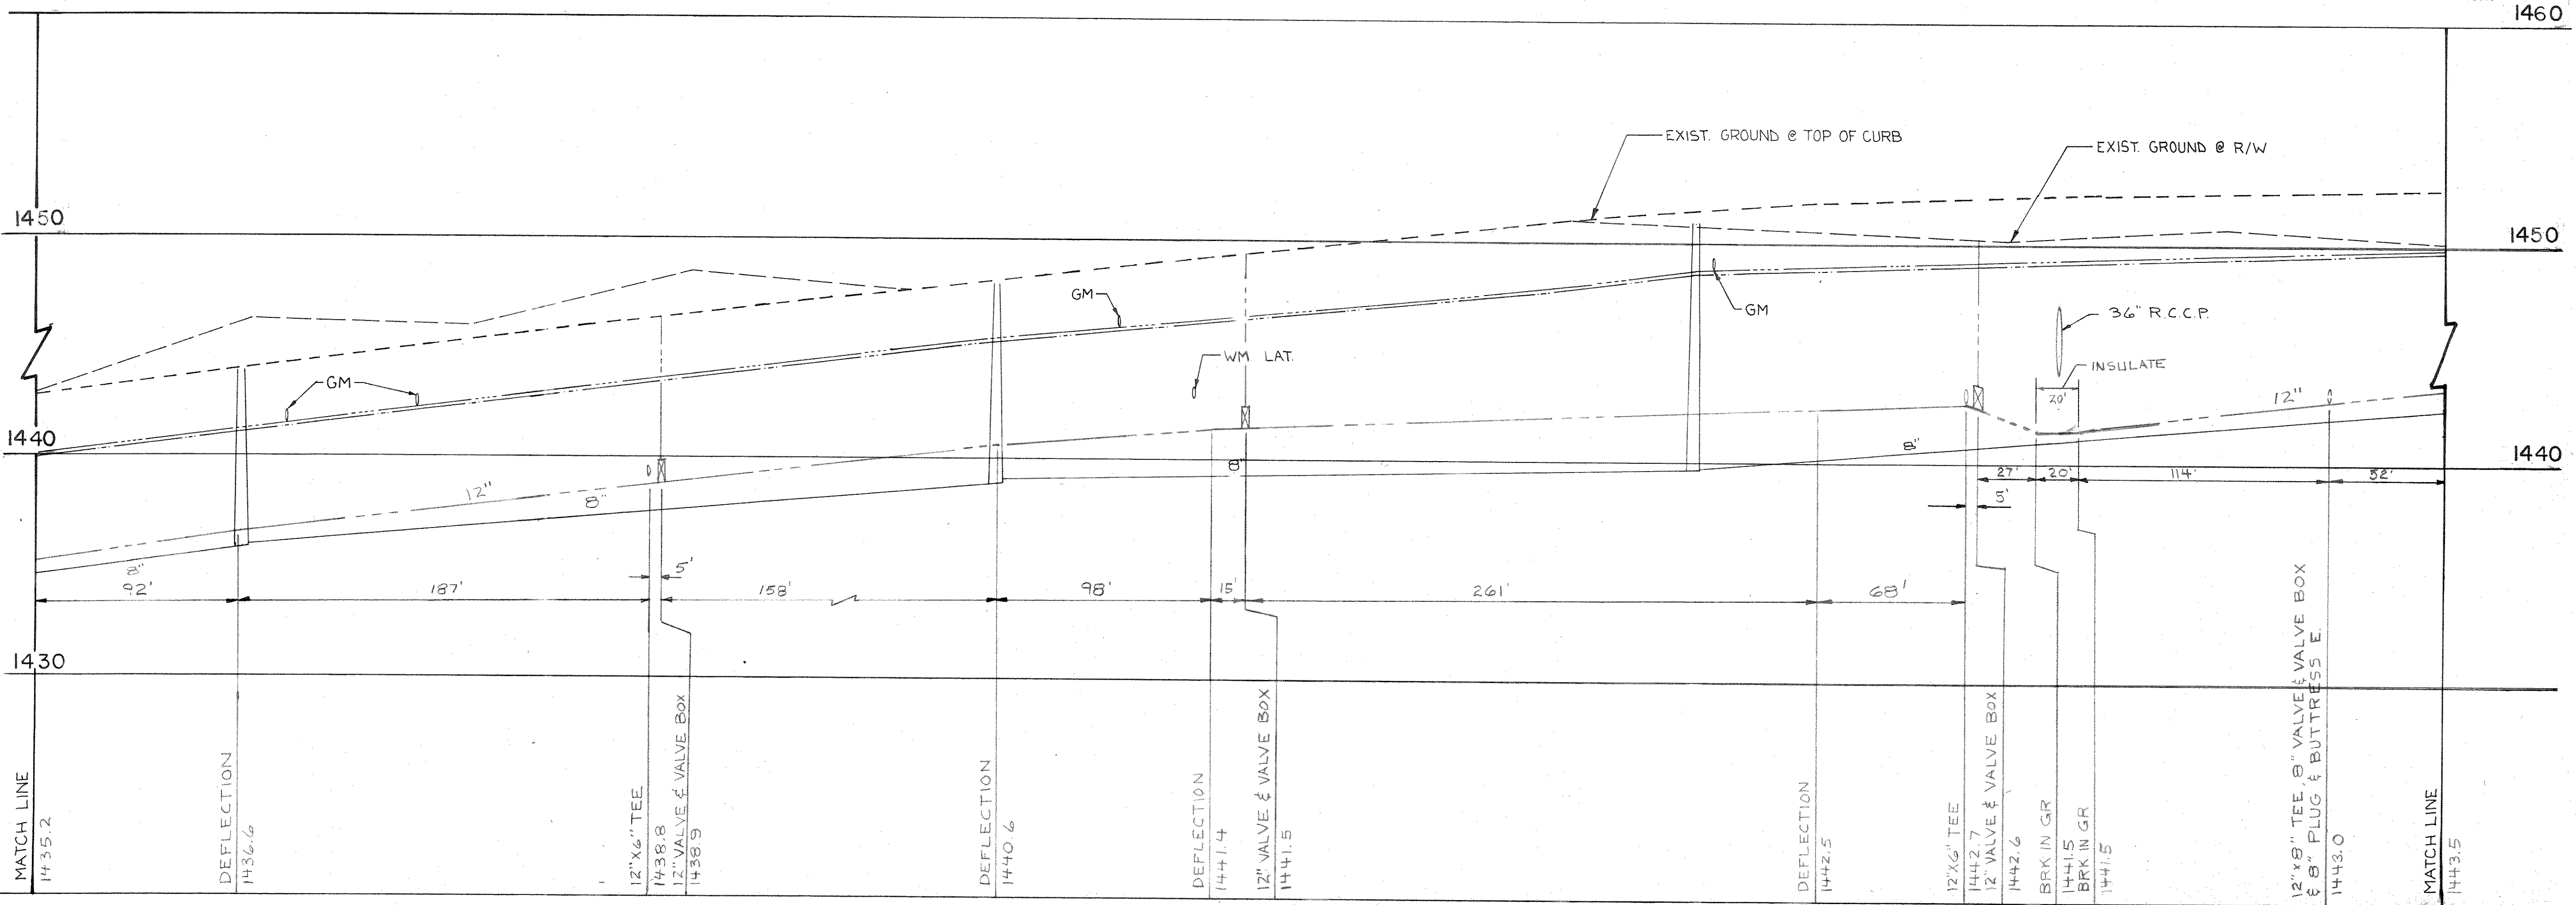 1460
EXIST. GROUND @ TOP OF CURB
EXIST. GROUND @ R/W
1450
1450
GM
GM
GM
36" R.C.C.P.
WM LAT.
INSULATE
20'
12"
1440
1440
8"
8"
12"
8"
27'
20'
114'
52'
5'
8"
5'
92'
187'
158'
98'
15'
261'
68'
1430
MATCH LINE
1435.2
DEFLECTION
1436.6
12"X6" TEE
1438.8
12" VALVE & VALVE BOX
1438.9
DEFLECTION
1440.6
DEFLECTION
1441.4
12" VALVE & VALVE BOX
1441.5
DEFLECTION
1442.5
12"X6" TEE
1442.7
12" VALVE & VALVE BOX
1442.6
BRK IN GR
1441.5
BRK IN GR
1441.5
12"X8" TEE, 8" VALVE & VALVE BOX
& 8" PLUG & BUTTRESS E.
1443.0
MATCH LINE
1443.5